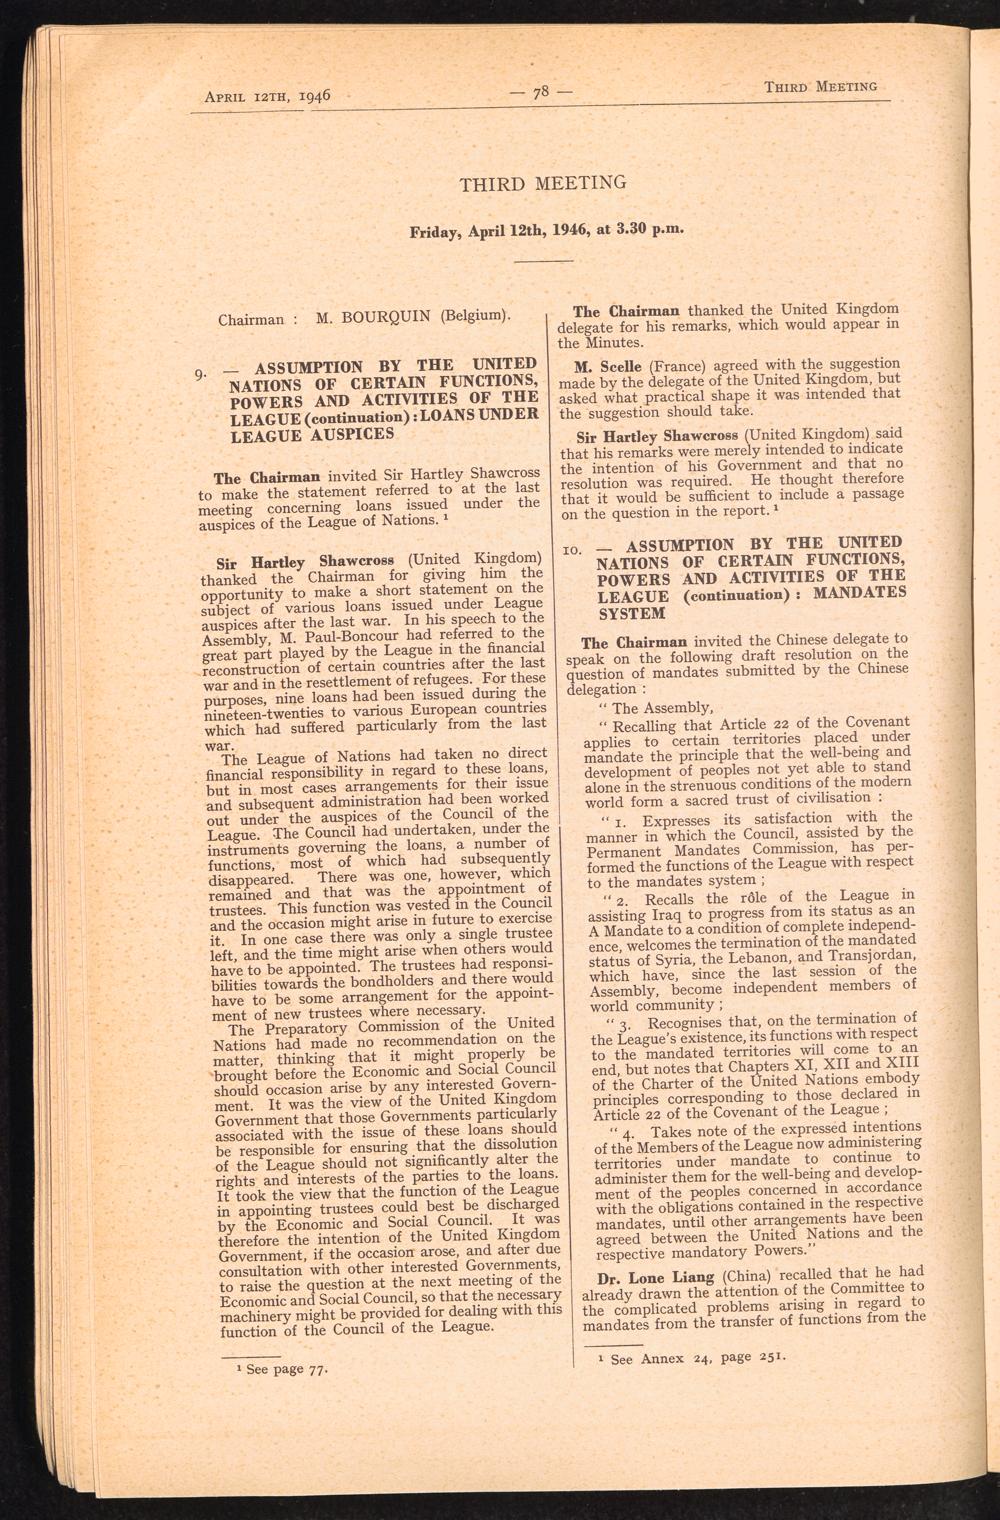 APRIL 12TH, 1946
— 78 —
THIRD MEETING
THIRD MEETING
Friday, April 12th, 1946, at 3.30 p.m.
Chairman : M. BOURQUIN (Belgium).
9. — ASSUMPTION BY THE UNITED
NATIONS OF CERTAIN FUNCTIONS,
POWERS AND ACTIVITIES OF THE
LEAGUE (continuation) : LOANS UNDER
LEAGUE AUSPICES
The Chairman invited Sir Hartley Shawcross
to make the statement referred to at the last
meeting concerning loans issued under the
auspices of the League of Nations. ¹
Sir Hartley Shawcross (United Kingdom)
thanked the Chairman for giving him the
opportunity to make a short statement on the
subject of various loans issued under League
auspices after the last war. In his speech to the
Assembly, M. Paul-Boncour had referred to the
great part played by the League in the financial
reconstruction of certain countries after the last
war and in the resettlement of refugees. For these
purposes, nine loans had been issued during the
nineteen-twenties to various European countries
which had suffered particularly from the last
war.
The League of Nations had taken no direct
financial responsibility in regard to these loans,
but in most cases arrangements for their issue
and subsequent administration had been worked
out under the auspices of the Council of the
League. The Council had undertaken, under the
instruments governing the loans, a number of
functions, most of which had subsequently
disappeared. There was one, however, which
remained and that was the appointment of
trustees. This function was vested in the Council
and the occasion might arise in future to exercise
it. In one case there was only a single trustee
left, and the time might arise when others would
have to be appointed. The trustees had responsi-
bilities towards the bondholders and there would
have to be some arrangement for the appoint-
ment of new trustees where necessary.
The Preparatory Commission of the United
Nations had made no recommendation on the
matter, thinking that it might properly be
brought before the Economic and Social Council
should occasion arise by any interested Govern-
ment. It was the view of the United Kingdom
Government that those Governments particularly
associated with the issue of these loans should
be responsible for ensuring that the dissolution
of the League should not significantly alter the
rights and interests of the parties to the loans.
It took the view that the function of the League
in appointing trustees could best be discharged
by the Economic and Social Council. It was
therefore the intention of the United Kingdom
Government, if the occasion arose, and after due
consultation with other interested Governments,
to raise the question at the next meeting of the
Economic and Social Council, so that the necessary
machinery might be provided for dealing with this
function of the Council of the League.
¹ See page 77.
The Chairman thanked the United Kingdom
delegate for his remarks, which would appear in
the Minutes.
M. Scelle (France) agreed with the suggestion
made by the delegate of the United Kingdom, but
asked what practical shape it was intended that
the suggestion should take.
Sir Hartley Shawcross (United Kingdom) said
that his remarks were merely intended to indicate
the intention of his Government and that no
resolution was required. He thought therefore
that it would be sufficient to include a passage
on the question in the report. ¹
10. — ASSUMPTION BY THE UNITED
NATIONS OF CERTAIN FUNCTIONS,
POWERS AND ACTIVITIES OF THE
LEAGUE (continuation) : MANDATES
SYSTEM
The Chairman invited the Chinese delegate to
speak on the following draft resolution on the
question of mandates submitted by the Chinese
delegation :
“ The Assembly,
“ Recalling that Article 22 of the Covenant
applies to certain territories placed under
mandate the principle that the well-being and
development of peoples not yet able to stand
alone in the strenuous conditions of the modern
world form a sacred trust of civilisation :
“ 1. Expresses its satisfaction with the
manner in which the Council, assisted by the
Permanent Mandates Commission, has per-
formed the functions of the League with respect
to the mandates system ;
“ 2. Recalls the rôle of the League in
assisting Iraq to progress from its status as an
A Mandate to a condition of complete independ-
ence, welcomes the termination of the mandated
status of Syria, the Lebanon, and Transjordan,
which have, since the last session of the
Assembly, become independent members of
world community ;
“ 3. Recognises that, on the termination of
the League's existence, its functions with respect
to the mandated territories will come to an
end, but notes that Chapters XI, XII and XIII
of the Charter of the United Nations embody
principles corresponding to those declared in
Article 22 of the Covenant of the League ;
“ 4. Takes note of the expressed intentions
of the Members of the League now administering
territories under mandate to continue to
administer them for the well-being and develop-
ment of the peoples concerned in accordance
with the obligations contained in the respective
mandates, until other arrangements have been
agreed between the United Nations and the
respective mandatory Powers.”
Dr. Lone Liang (China) recalled that he had
already drawn the attention of the Committee to
the complicated problems arising in regard to
mandates from the transfer of functions from the
¹ See Annex 24, page 251.